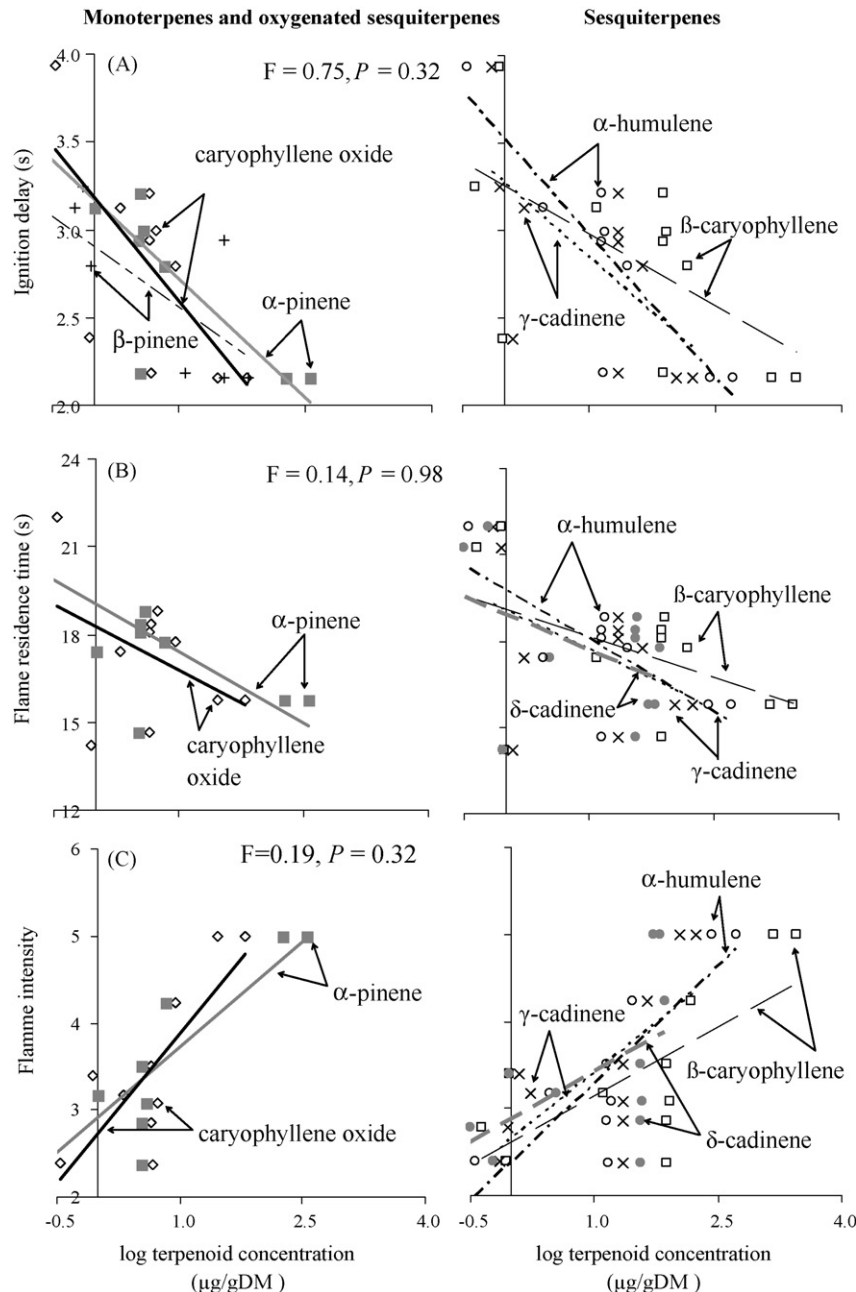 Monoterpenes and oxygenated sesquiterpenes
Sesquiterpenes
4.0
(A)
F = 0.75, P = 0.32
α-humulene
3.5
caryophyllene oxide
Ignition delay (s)
3.0
ß-caryophyllene
α-pinene
γ-cadinene
2.5
β-pinene
2.0
24
(B)
F = 0.14, P = 0.98
α-humulene
21
Flame residence time (s)
α-pinene
ß-caryophyllene
18
δ-cadinene
15
caryophyllene
oxide
γ-cadinene
12
6
(C)
F=0.19, P = 0.32
α-humulene
5
Flamme intensity
α-pinene
γ-cadinene
4
ß-caryophyllene
3
caryophyllene oxide
δ-cadinene
2
-0.5 1.0 2.5 4.0
-0.5 1.0 2.5 4.0
log terpenoid concentration
(µg/gDM )
log terpenoid concentration
(µg/gDM )